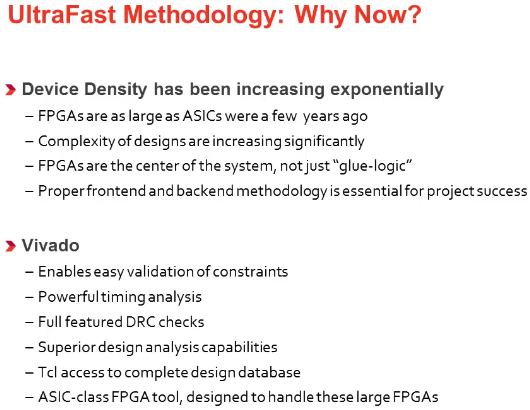 UltraFast Methodology: Why Now?
Device Density has been increasing exponentially
– FPGAs are as large as ASICs were a few years ago
– Complexity of designs are increasing significantly
– FPGAs are the center of the system, not just “glue-logic”
– Proper frontend and backend methodology is essential for project success
Vivado
– Enables easy validation of constraints
– Powerful timing analysis
– Full featured DRC checks
– Superior design analysis capabilities
– Tcl access to complete design database
– ASIC-class FPGA tool, designed to handle these large FPGAs